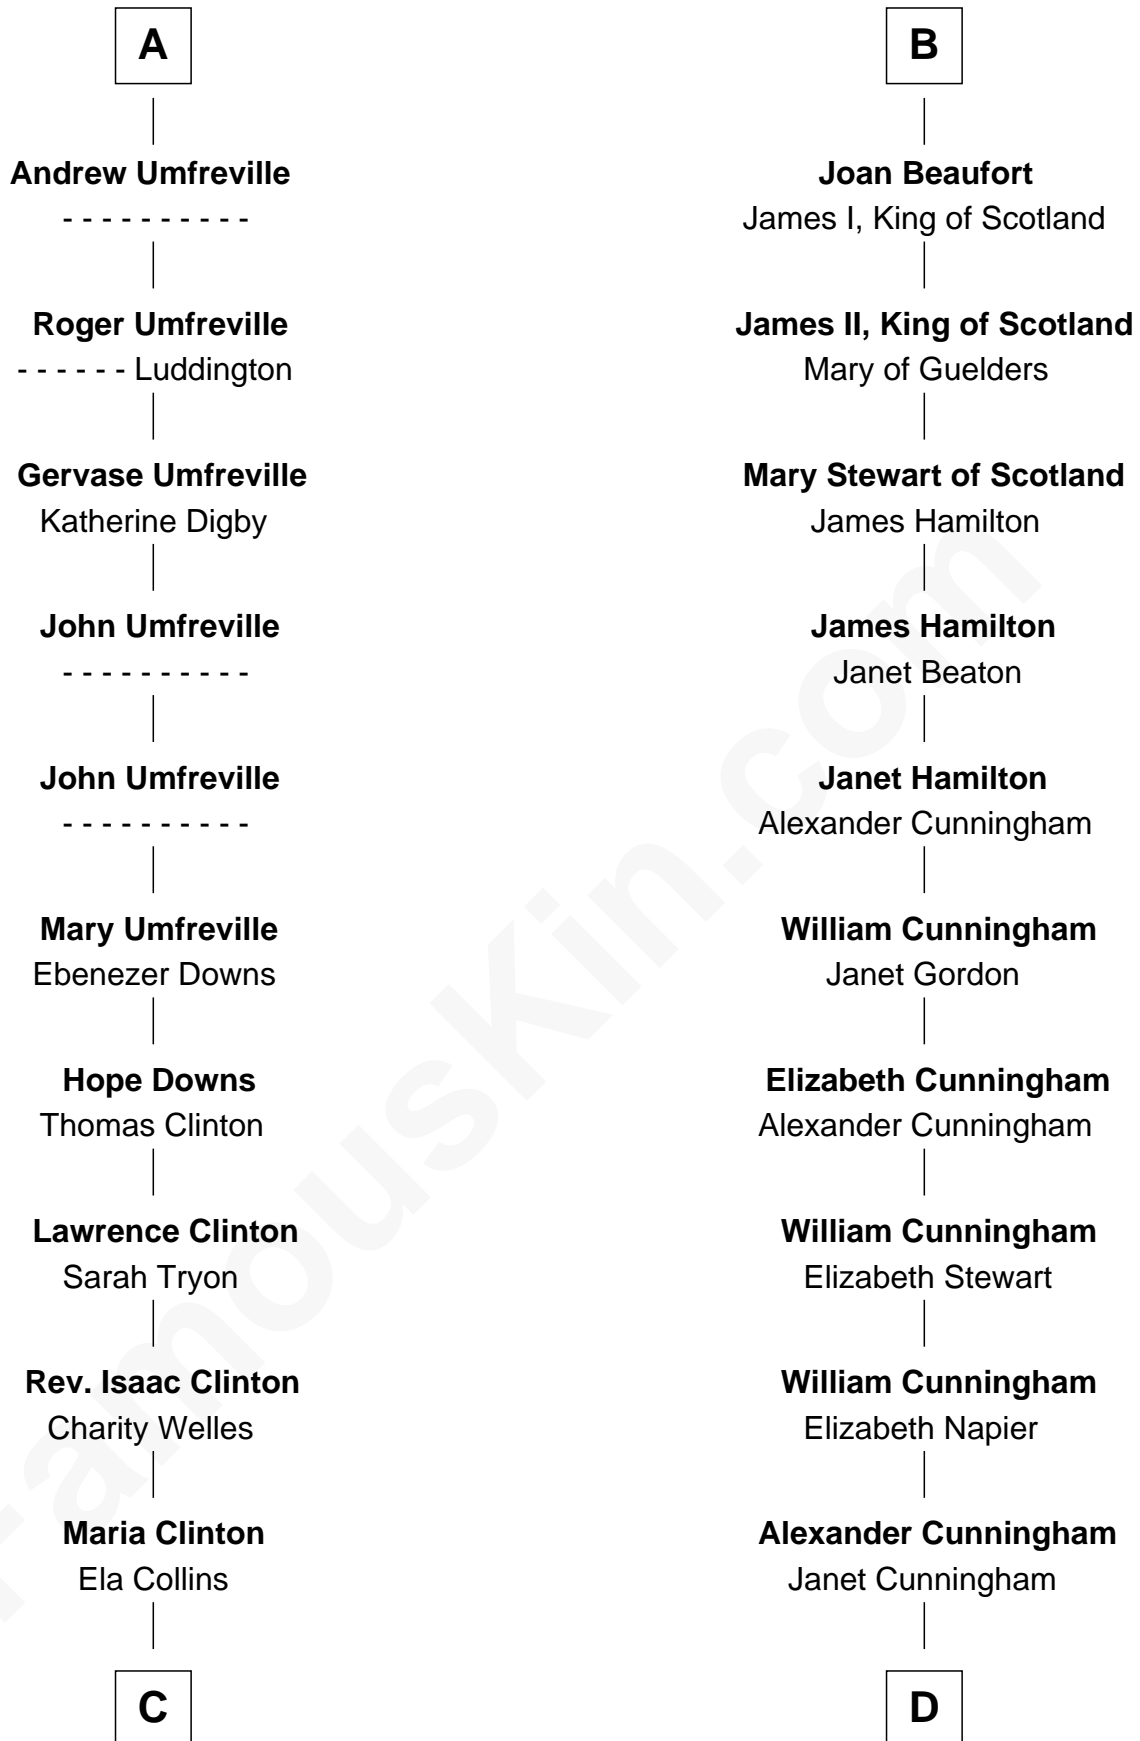 A
Andrew Umfreville
- - - - - - - - - -
Roger Umfreville
- - - - - - Luddington
Gervase Umfreville
Katherine Digby
John Umfreville
- - - - - - - - - -
John Umfreville
- - - - - - - - - -
Mary Umfreville
Ebenezer Downs
Hope Downs
Thomas Clinton
Lawrence Clinton
Sarah Tryon
Rev. Isaac Clinton
Charity Welles
Maria Clinton
Ela Collins
C
B
Joan Beaufort
James I, King of Scotland
James II, King of Scotland
Mary of Guelders
Mary Stewart of Scotland
James Hamilton
James Hamilton
Janet Beaton
Janet Hamilton
Alexander Cunningham
William Cunningham
Janet Gordon
Elizabeth Cunningham
Alexander Cunningham
William Cunningham
Elizabeth Stewart
William Cunningham
Elizabeth Napier
Alexander Cunningham
Janet Cunningham
D
FamousKin.com